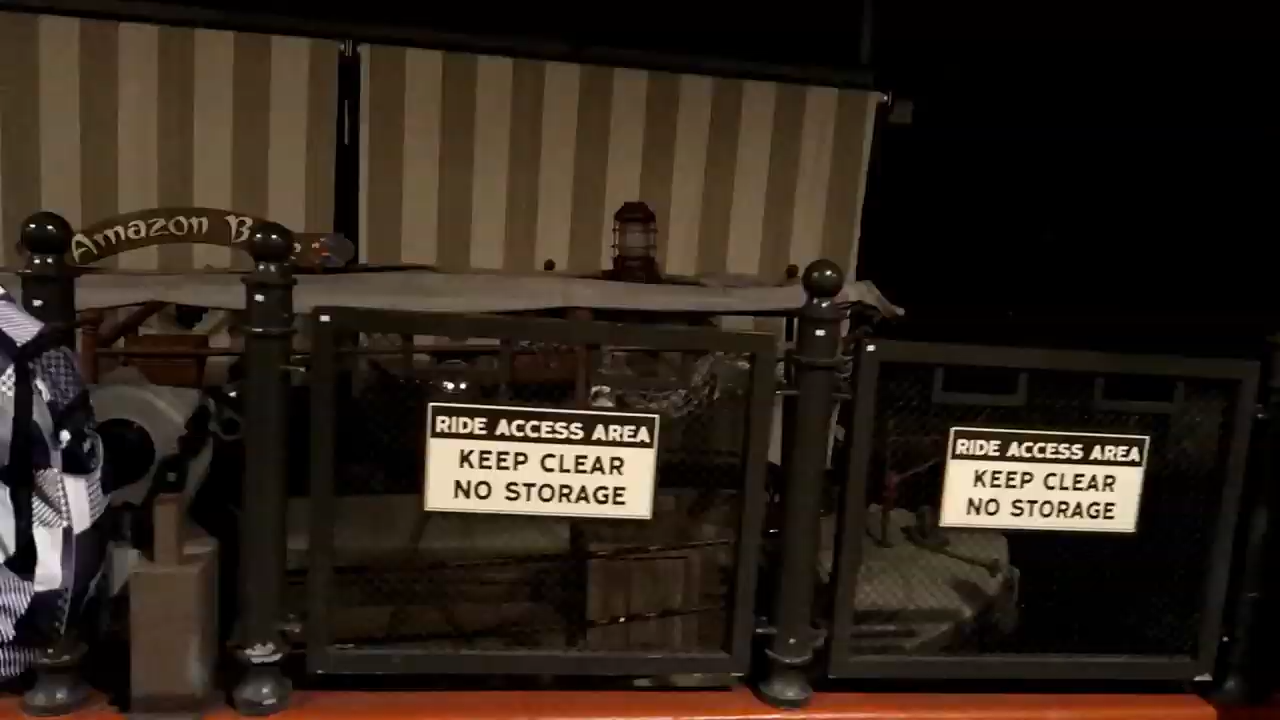 Amazon
RIDE ACCESS AREA
KEEP CLEAR
NO STORAGE
RIDE ACCESS AREA
KEEP CLEAR
NO STORAGE